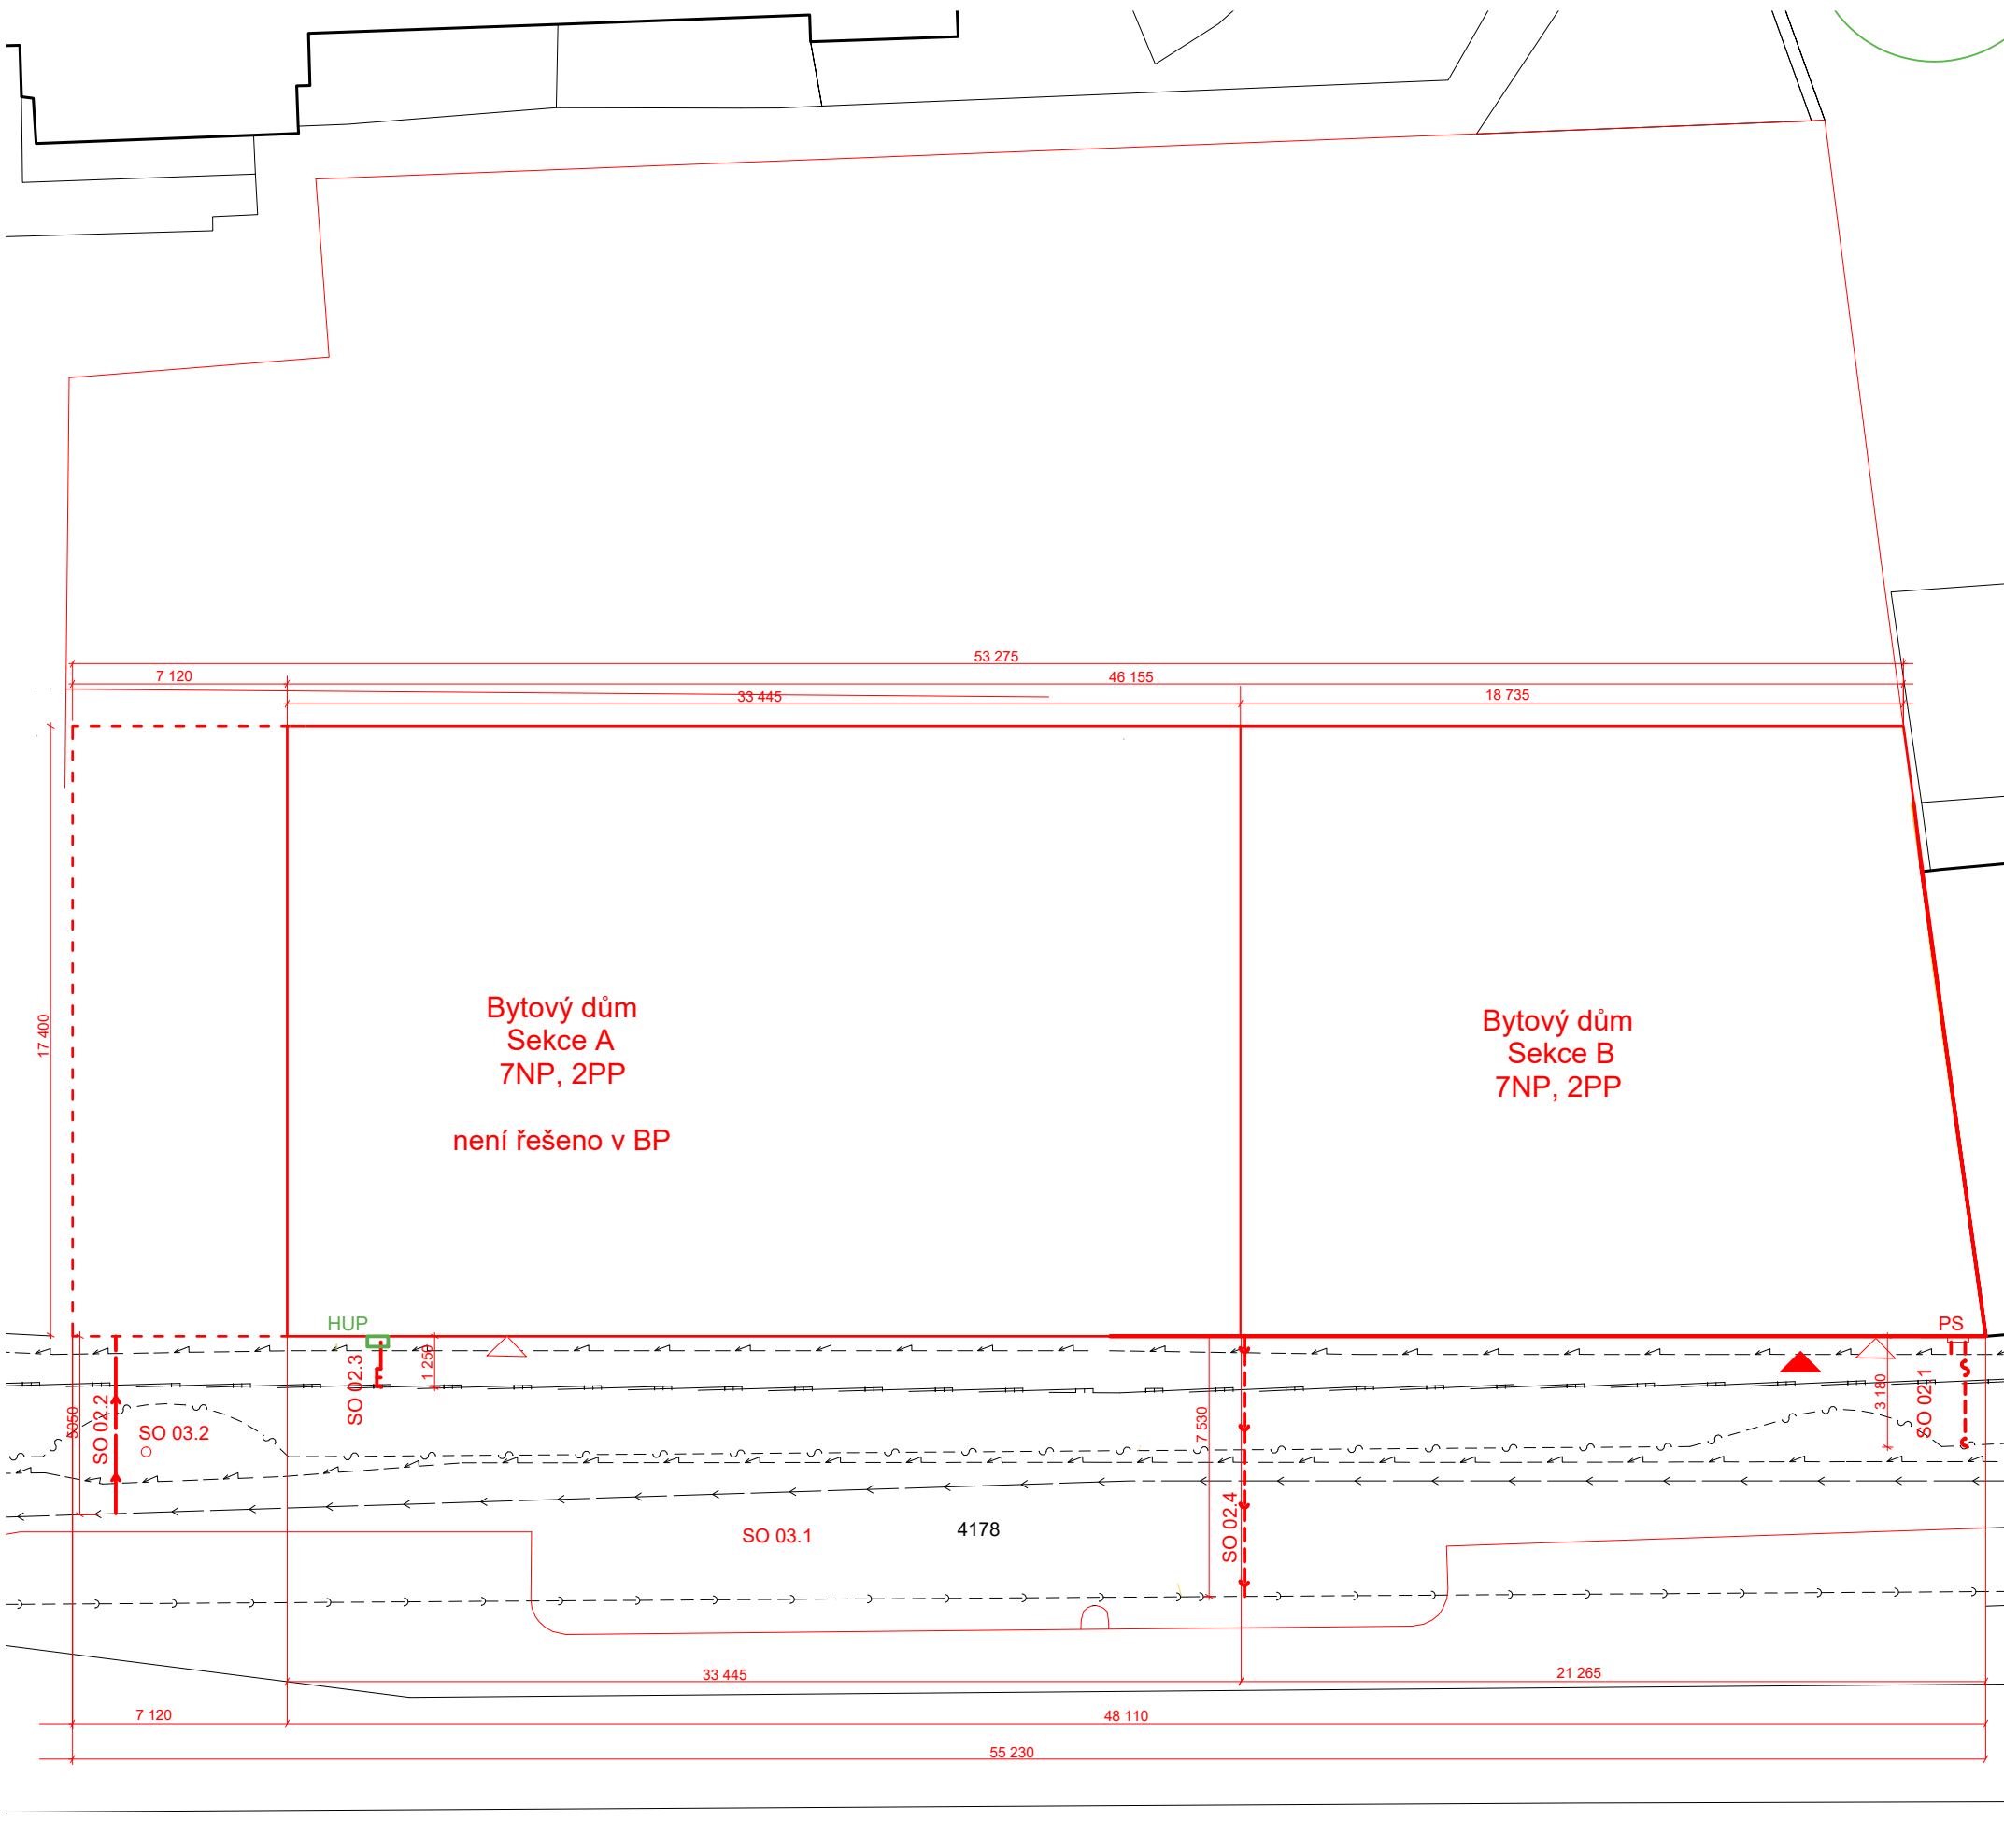 53 275
7 120
46 155
33 445
18 735
17 400
Bytový dům
Sekce A
7NP, 2PP
není řešeno v BP
Bytový dům
Sekce B
7NP, 2PP
HUP
PS
SO 02.3
1 250
SO 02.2
5050
SO 03.2
7 530
SO 02.4
3 180
SO 02.1
SO 03.1
4178
33 445
21 265
7 120
48 110
55 230